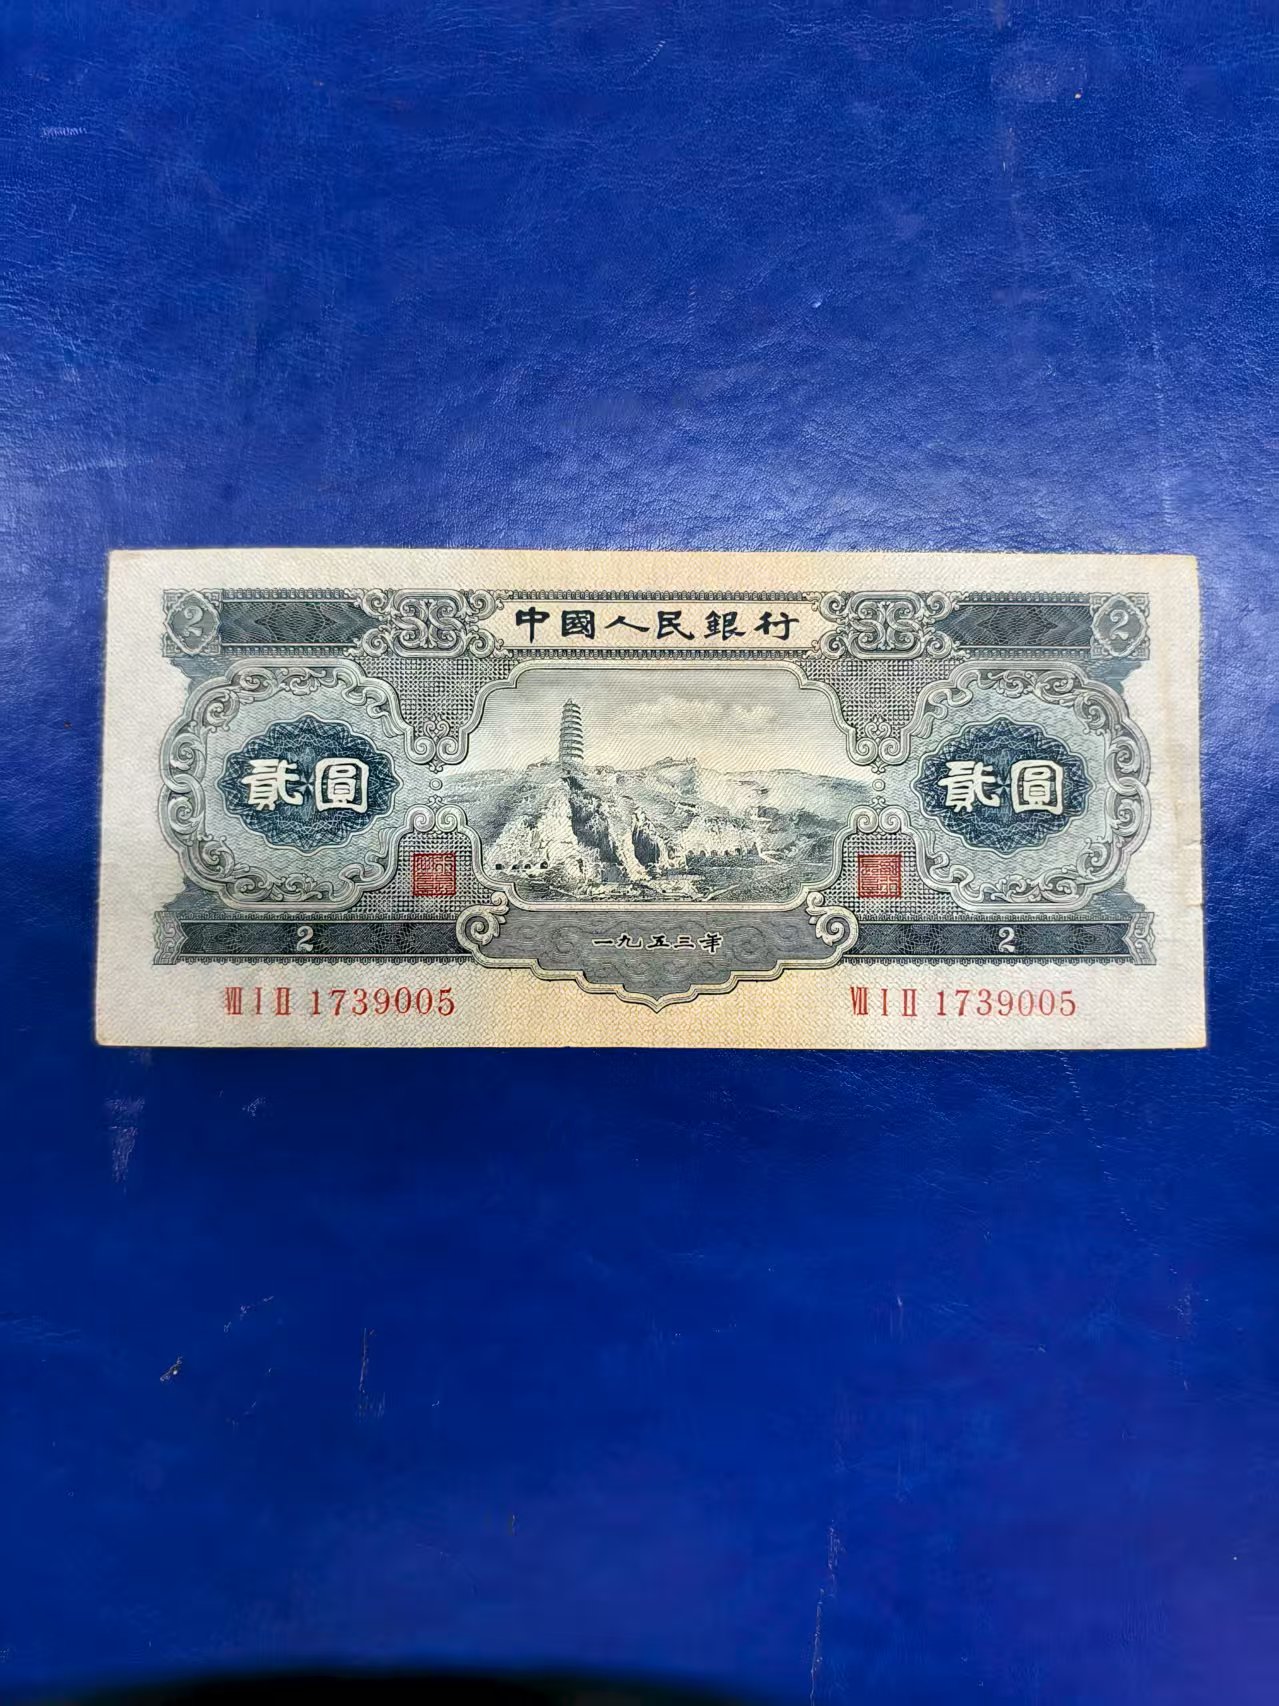 2 中國人民銀行 2
貳圓 貳圓
2 一九五三年 2
Ⅷ Ⅰ Ⅱ 1739005 Ⅷ Ⅰ Ⅱ 1739005